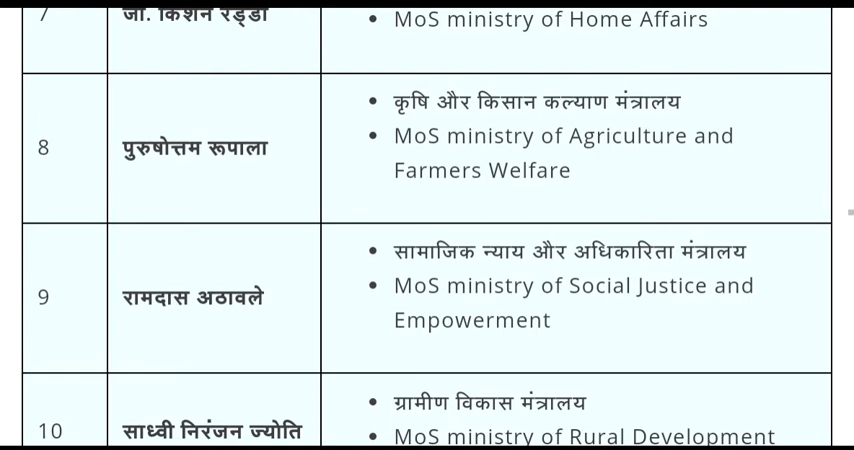 7
जी. किशन रेड्डी
• MoS ministry of Home Affairs
8
पुरुषोत्तम रूपाला
• कृषि और किसान कल्याण मंत्रालय
• MoS ministry of Agriculture and
Farmers Welfare
9
रामदास अठावले
• सामाजिक न्याय और अधिकारिता मंत्रालय
• MoS ministry of Social Justice and
Empowerment
10
साध्वी निरंजन ज्योति
• ग्रामीण विकास मंत्रालय
• MoS ministry of Rural Development